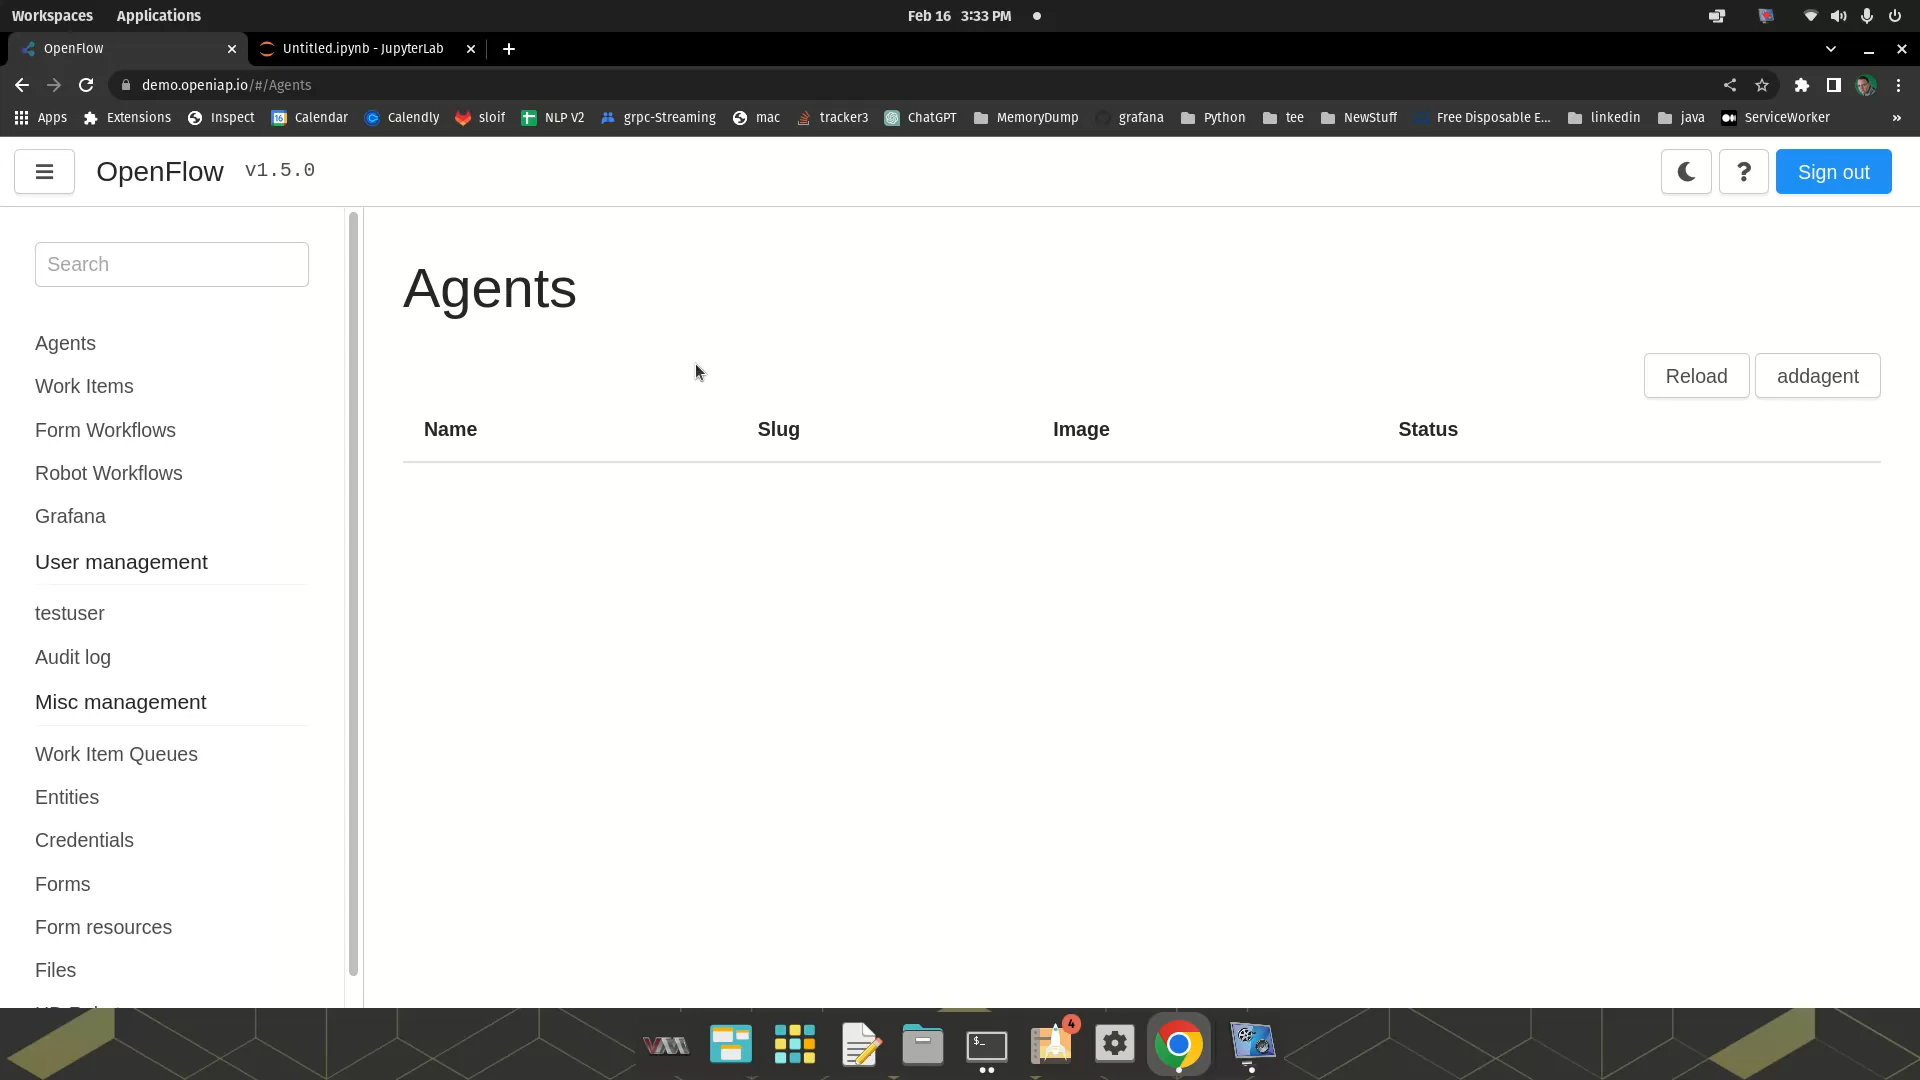 Workspaces Applications Feb 16 3:33 PM
OpenFlow Untitled.ipynb - JupyterLab
demo.openiap.io/#/Agents
Apps Extensions Inspect Calendar Calendly sloif NLP V2 grpc-Streaming mac tracker3 ChatGPT MemoryDump grafana Python tee NewStuff Free Disposable E... linkedin java ServiceWorker »
OpenFlow v1.5.0 ? Sign out
Search
Agents
Work Items
Form Workflows
Robot Workflows
Grafana
User management
testuser
Audit log
Misc management
Work Item Queues
Entities
Credentials
Forms
Form resources
Files
Agents
Reload addagent
Name Slug Image Status
4